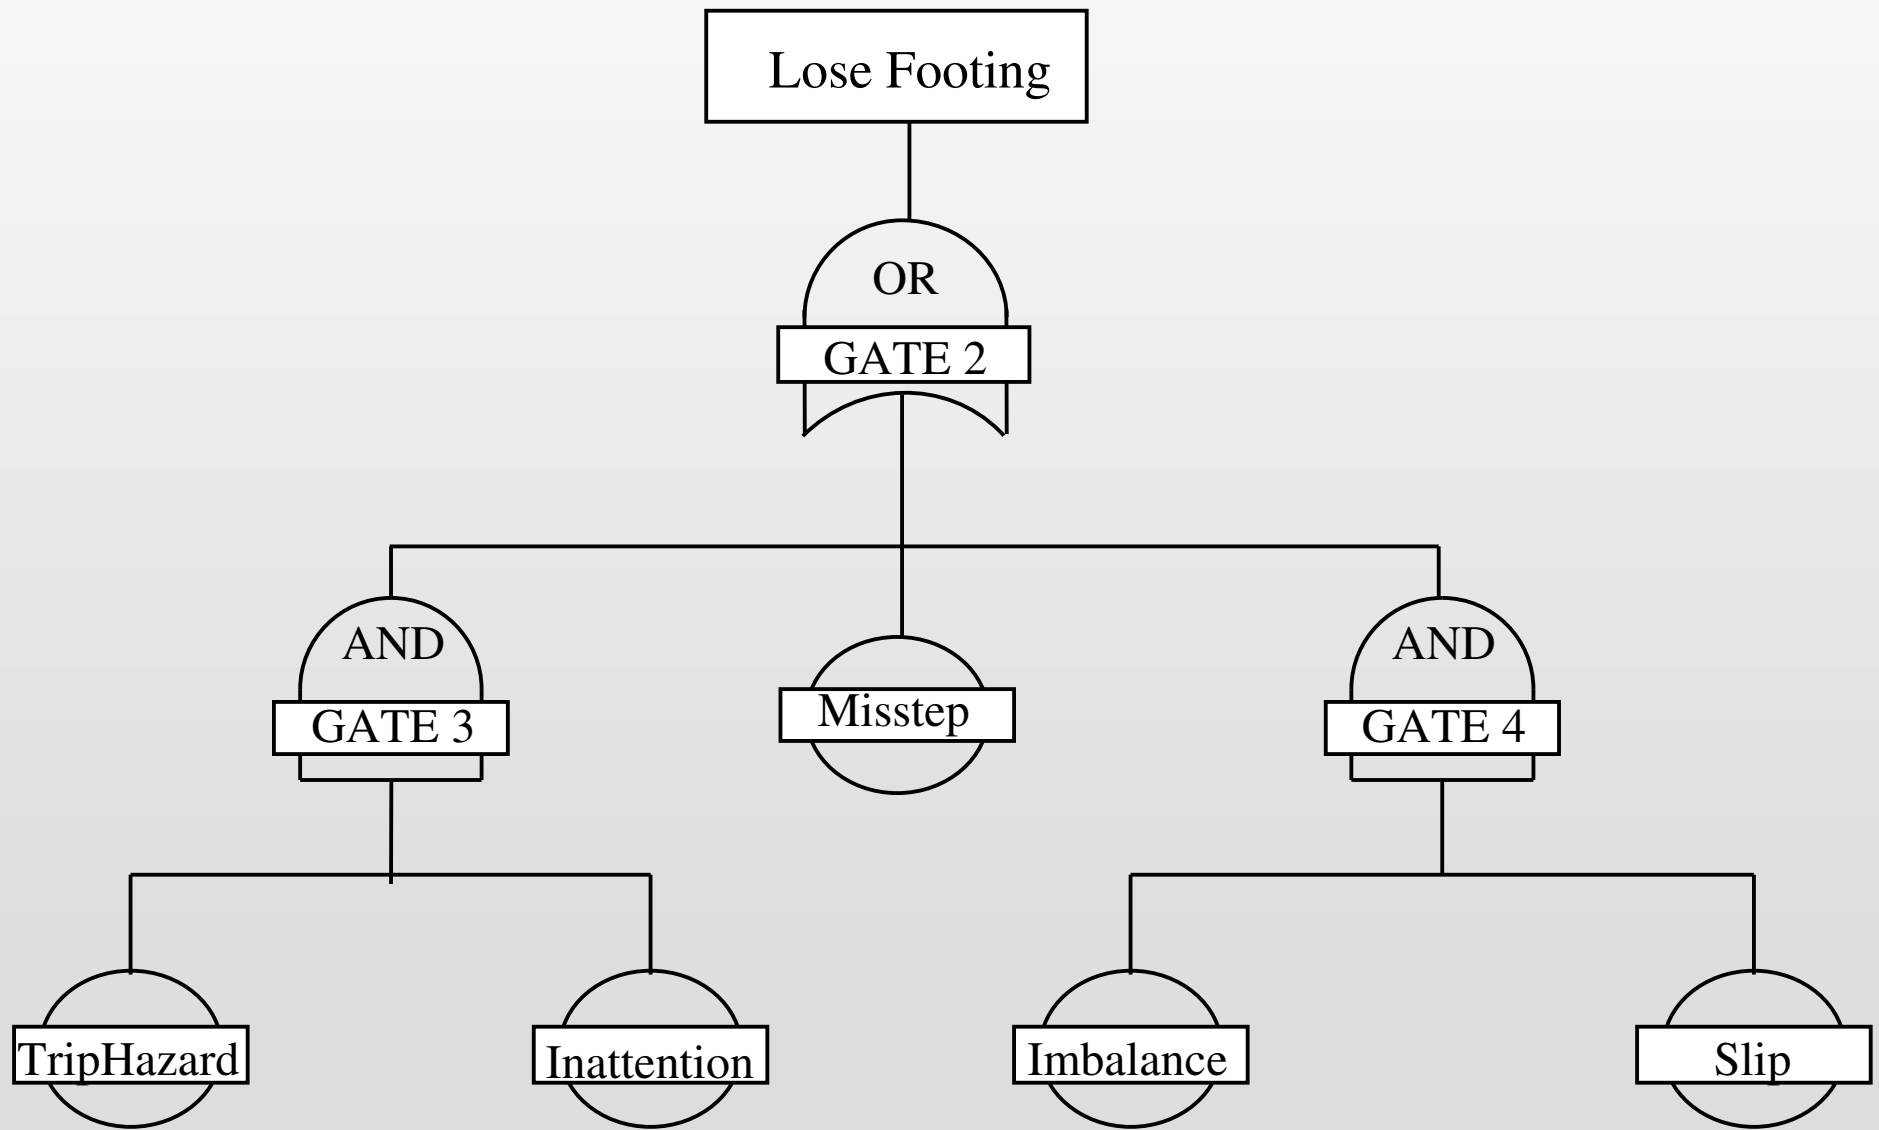 Lose Footing
OR
GATE 2
AND
GATE 3
Misstep
AND
GATE 4
TripHazard
Inattention
Imbalance
Slip